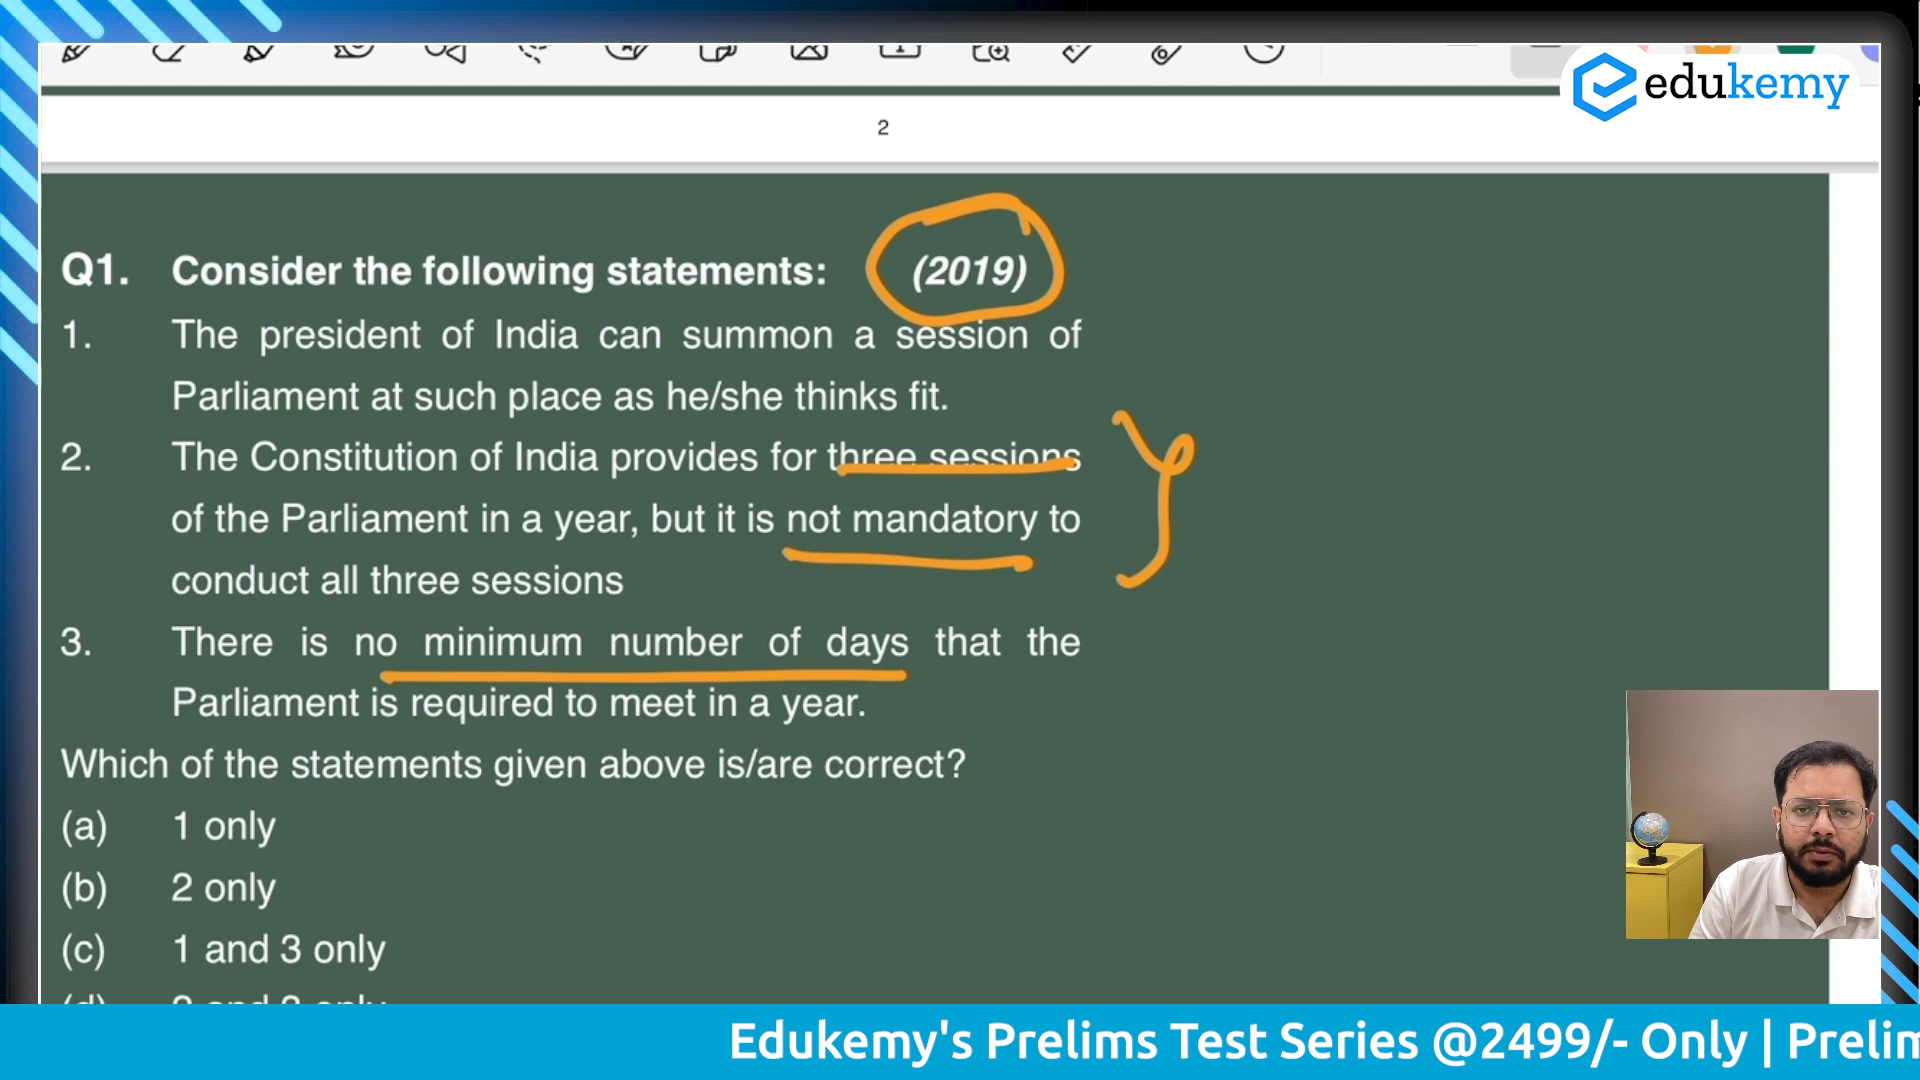 edukemy
2
Q1. Consider the following statements: (2019)
1. The president of India can summon a session of
Parliament at such place as he/she thinks fit.
2. The Constitution of India provides for three sessions
of the Parliament in a year, but it is not mandatory to
conduct all three sessions
3. There is no minimum number of days that the
Parliament is required to meet in a year.
Which of the statements given above is/are correct?
(a) 1 only
(b) 2 only
(c) 1 and 3 only
(d) 2 and 3 only
Edukemy's Prelims Test Series @2499/- Only | Prelim